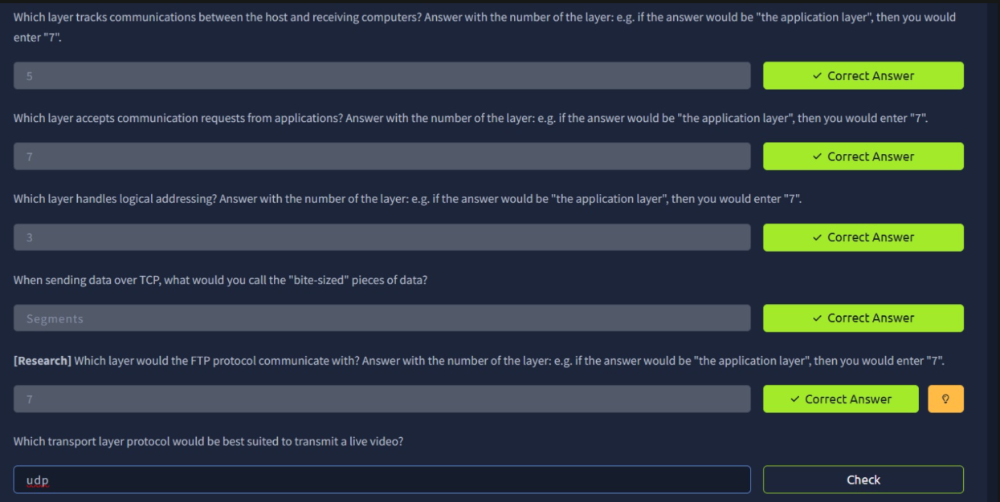 Which layer tracks communications between the host and receiving computers? Answer with the number of the layer: e.g. if the answer would be "the application layer", then you would
enter "7".
5
✓ Correct Answer
Which layer accepts communication requests from applications? Answer with the number of the layer: e.g. if the answer would be "the application layer", then you would enter "7".
7
✓ Correct Answer
Which layer handles logical addressing? Answer with the number of the layer: e.g. if the answer would be "the application layer", then you would enter "7".
3
✓ Correct Answer
When sending data over TCP, what would you call the "bite-sized" pieces of data?
Segments
✓ Correct Answer
[Research] Which layer would the FTP protocol communicate with? Answer with the number of the layer: e.g. if the answer would be "the application layer", then you would enter "7".
7
✓ Correct Answer
Which transport layer protocol would be best suited to transmit a live video?
udp
Check